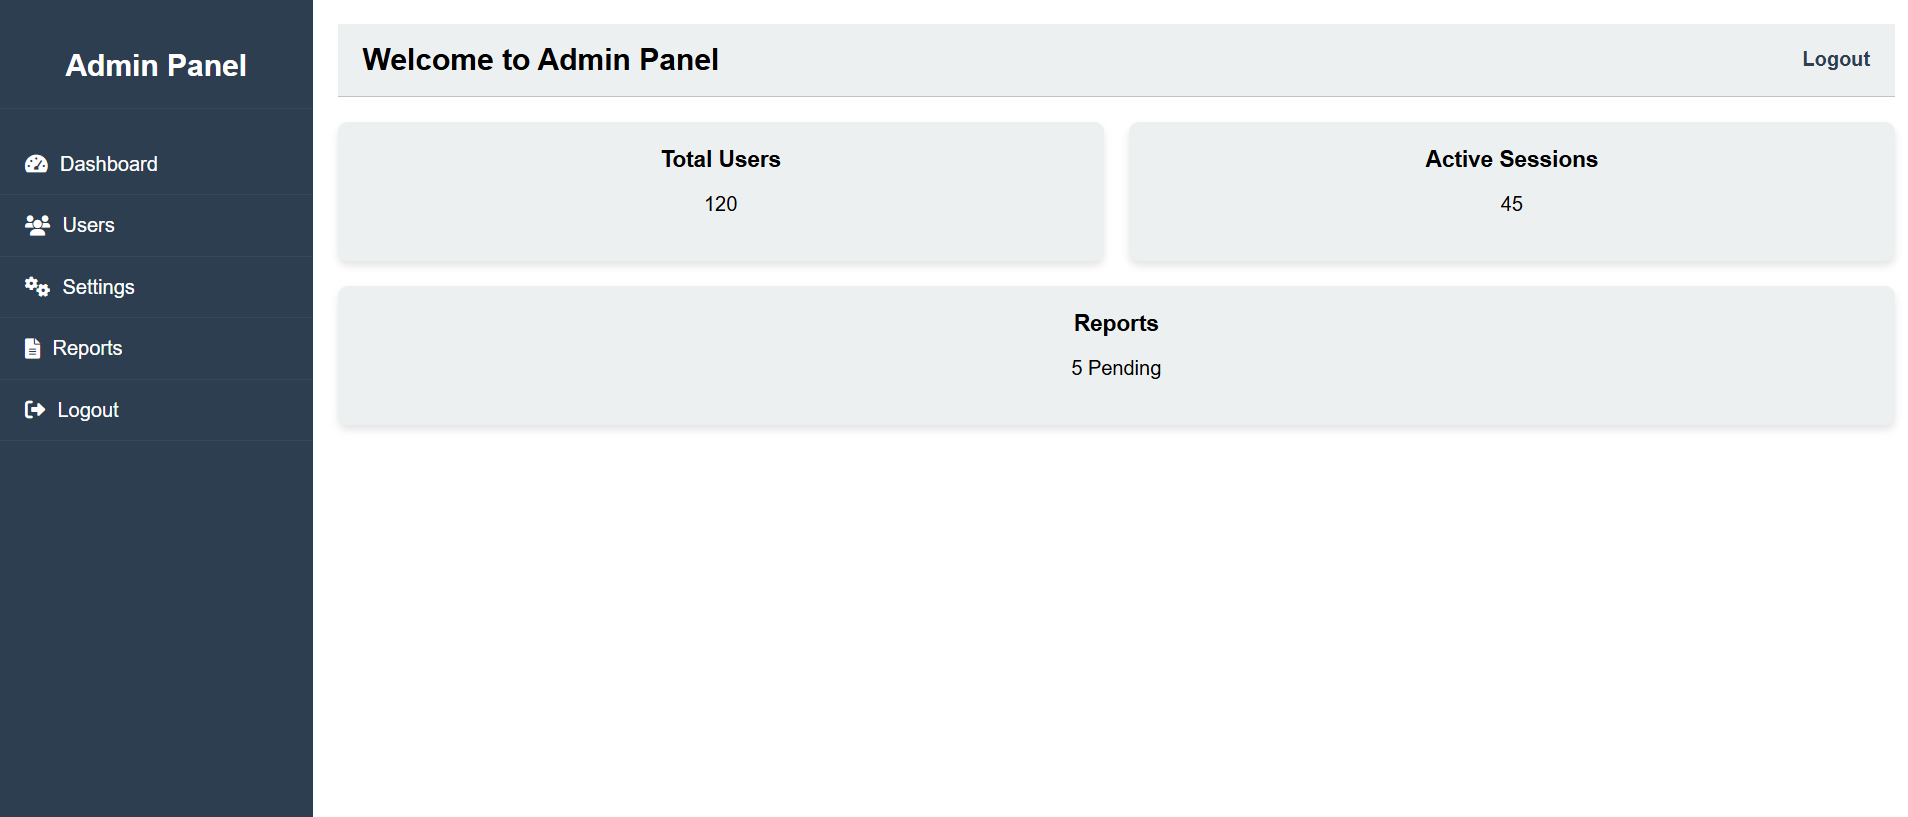 Admin Panel
Dashboard
Users
Settings
Reports
Logout
Welcome to Admin Panel
Logout
Total Users
120
Active Sessions
45
Reports
5 Pending